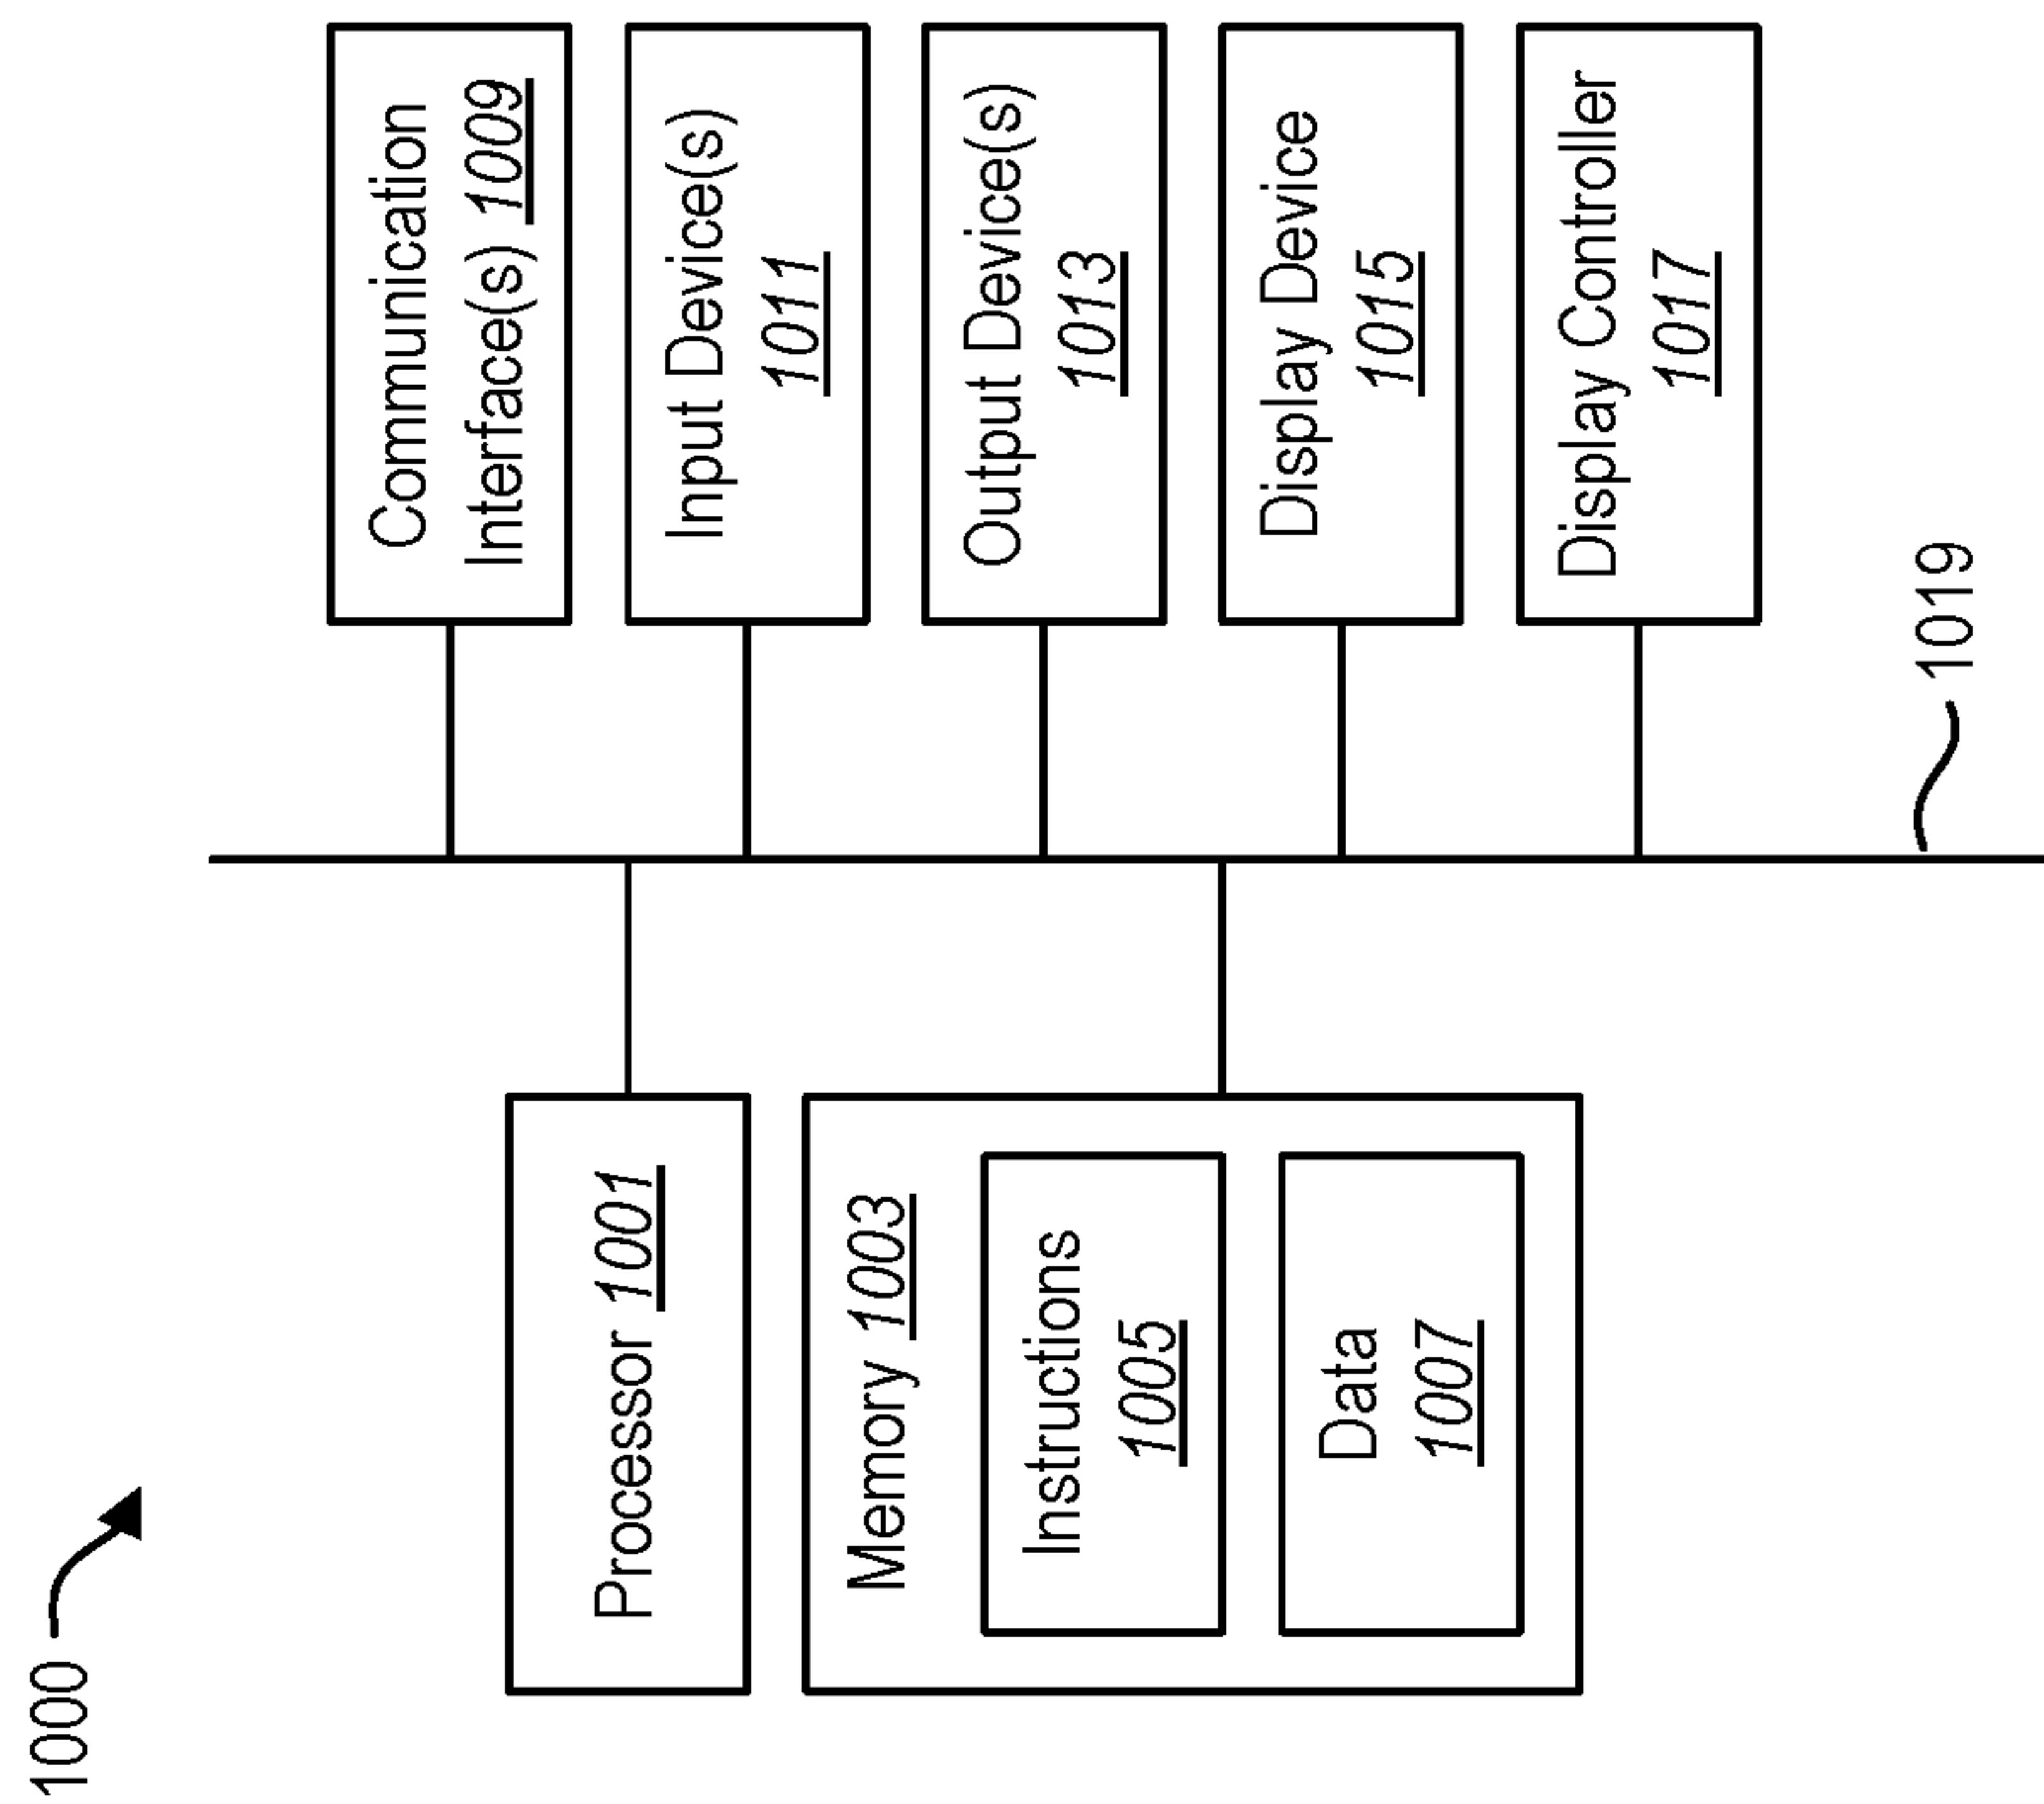 1000
Processor 1001
Memory 1003
Instructions
1005
Data
1007
Communication
Interface(s) 1009
Input Device(s)
1011
Output Device(s)
1013
Display Device
1015
Display Controller
1017
1019